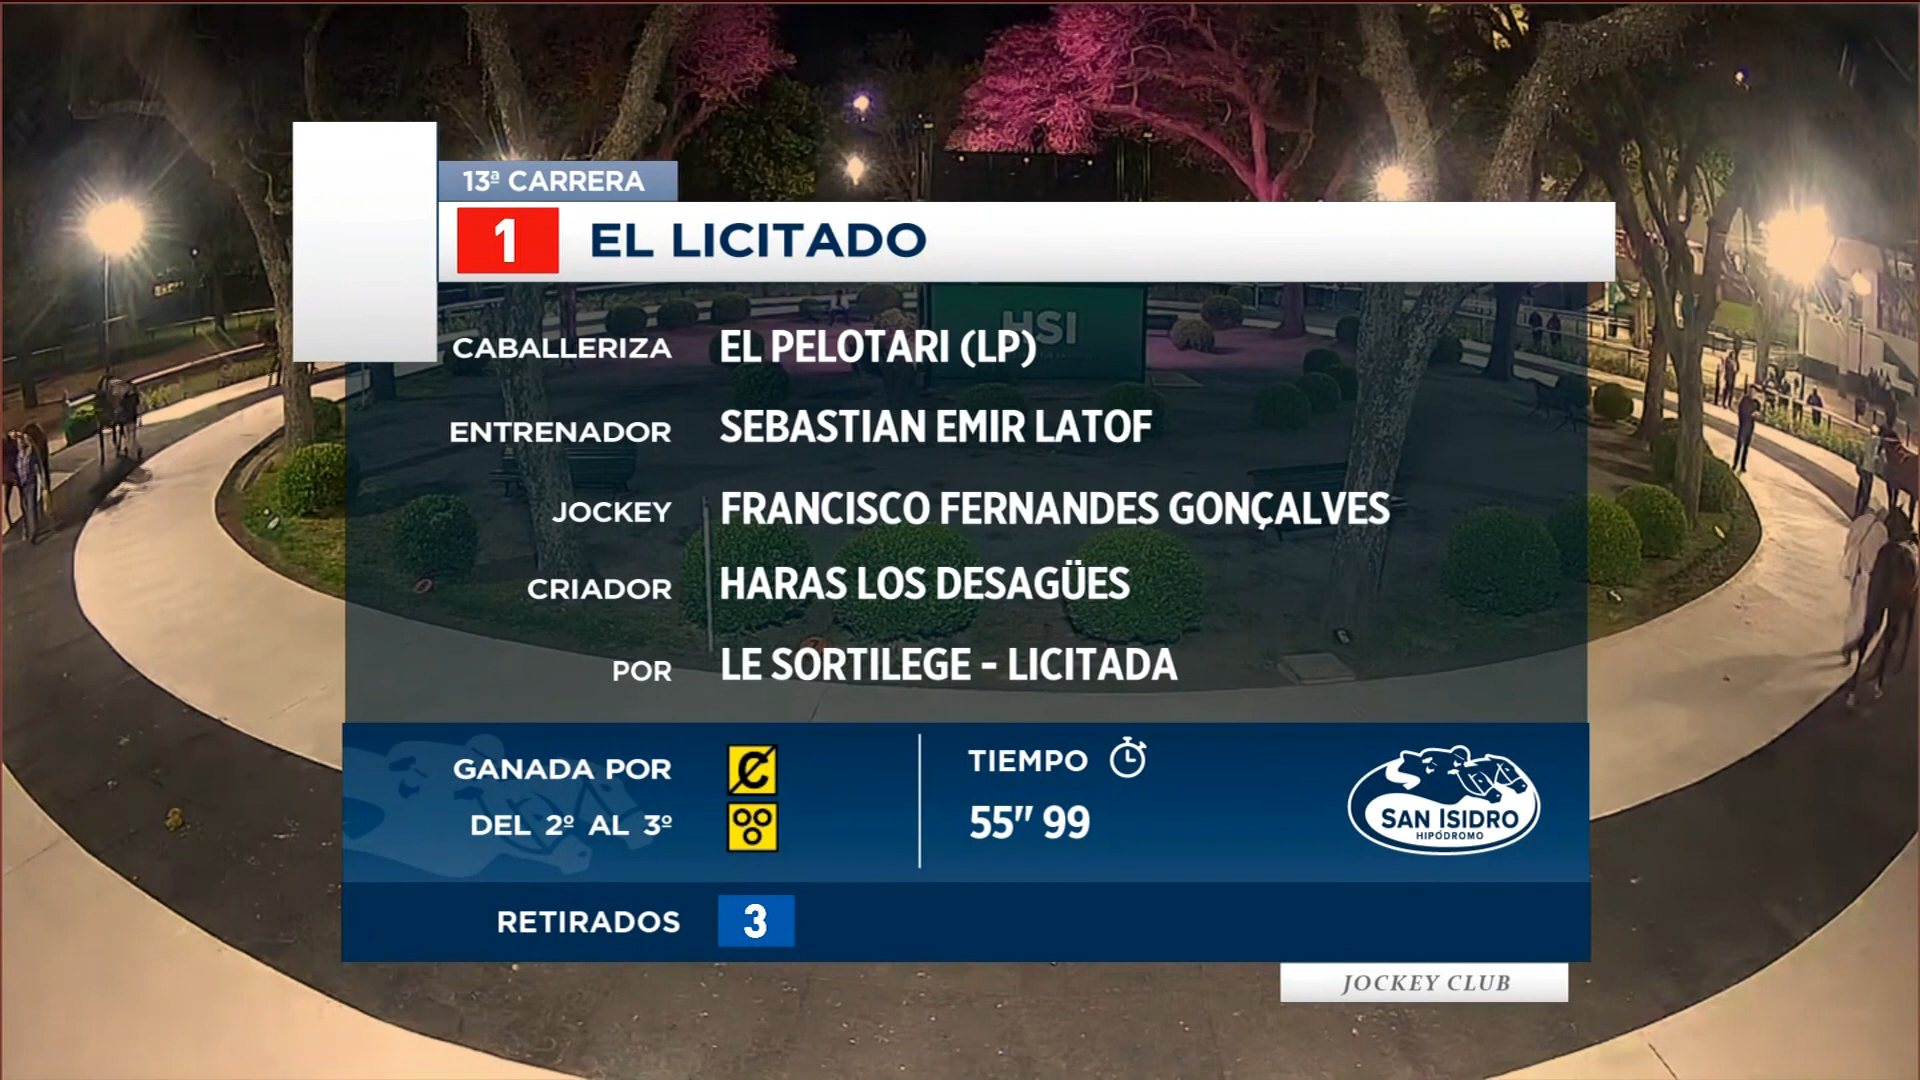 13ª CARRERA
1 EL LICITADO
HSI
CABALLERIZA EL PELOTARI (LP)
ENTRENADOR SEBASTIAN EMIR LATOF
JOCKEY FRANCISCO FERNANDES GONÇALVES
CRIADOR HARAS LOS DESAGÜES
POR LE SORTILEGE - LICITADA
GANADA POR
DEL 2º AL 3º
TIEMPO
55" 99
SAN ISIDRO
HIPÓDROMO
RETIRADOS 3
JOCKEY CLUB